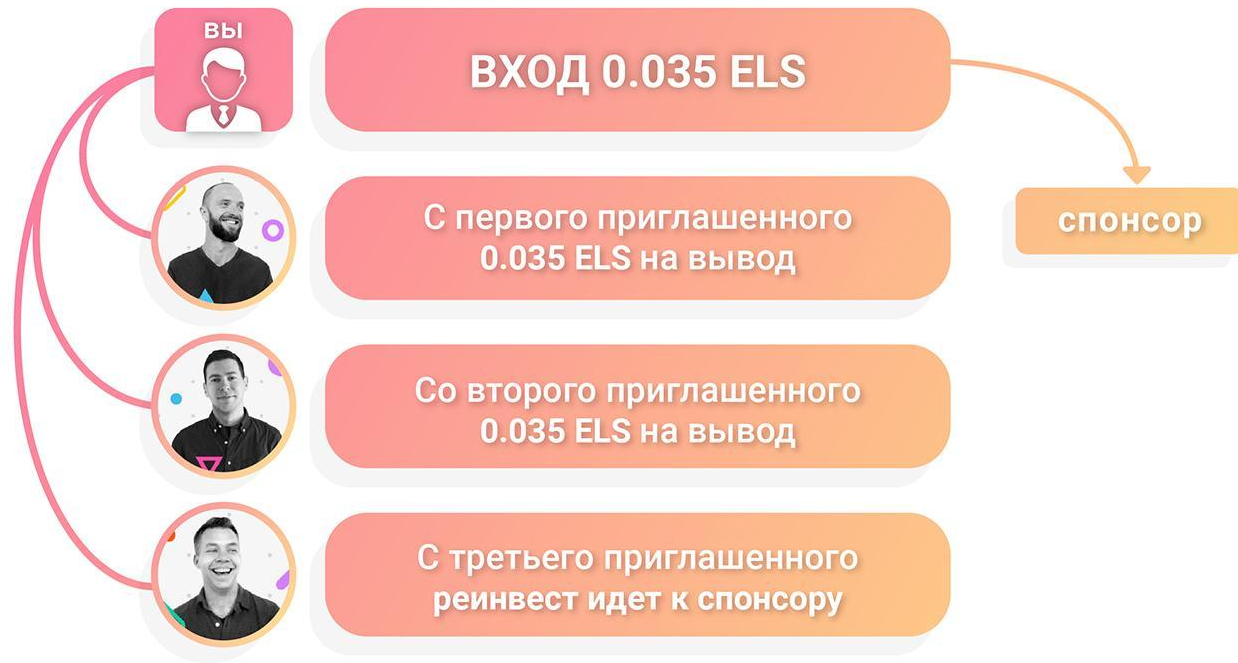 вы
ВХОД 0.035 ELS
спонсор
С первого приглашенного
0.035 ELS на вывод
Со второго приглашенного
0.035 ELS на вывод
С третьего приглашенного
реинвест идет к спонсору